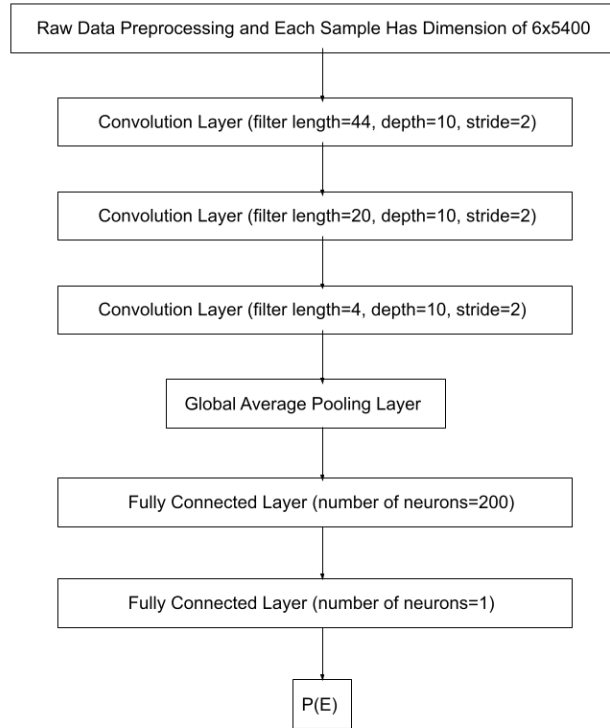 Raw Data Preprocessing and Each Sample Has Dimension of 6x5400
Convolution Layer (filter length=44, depth=10, stride=2)
Convolution Layer (filter length=20, depth=10, stride=2)
Convolution Layer (filter length=4, depth=10, stride=2)
Global Average Pooling Layer
Fully Connected Layer (number of neurons=200)
Fully Connected Layer (number of neurons=1)
P(E)